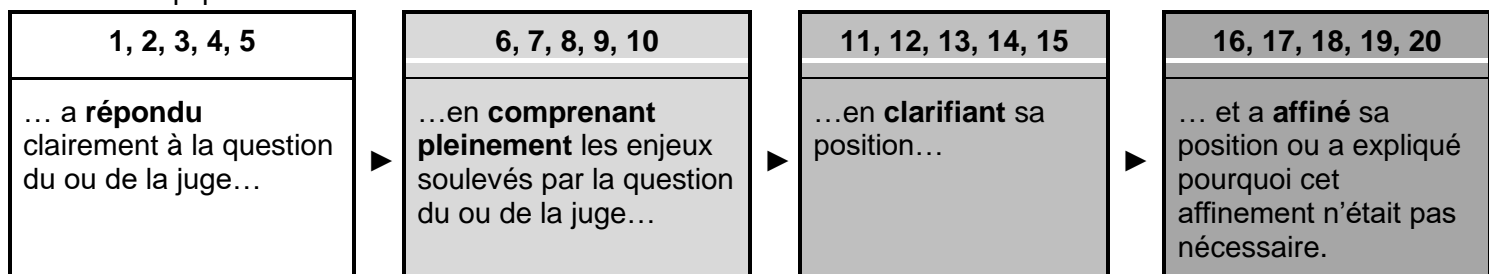 1, 2, 3, 4, 5
… a répondu
clairement à la question
du ou de la juge…
►
6, 7, 8, 9, 10
…en comprenant
pleinement les enjeux
soulevés par la question
du ou de la juge…
►
11, 12, 13, 14, 15
…en clarifiant sa
position…
►
16, 17, 18, 19, 20
… et a affiné sa
position ou a expliqué
pourquoi cet
affinement n’était pas
nécessaire.